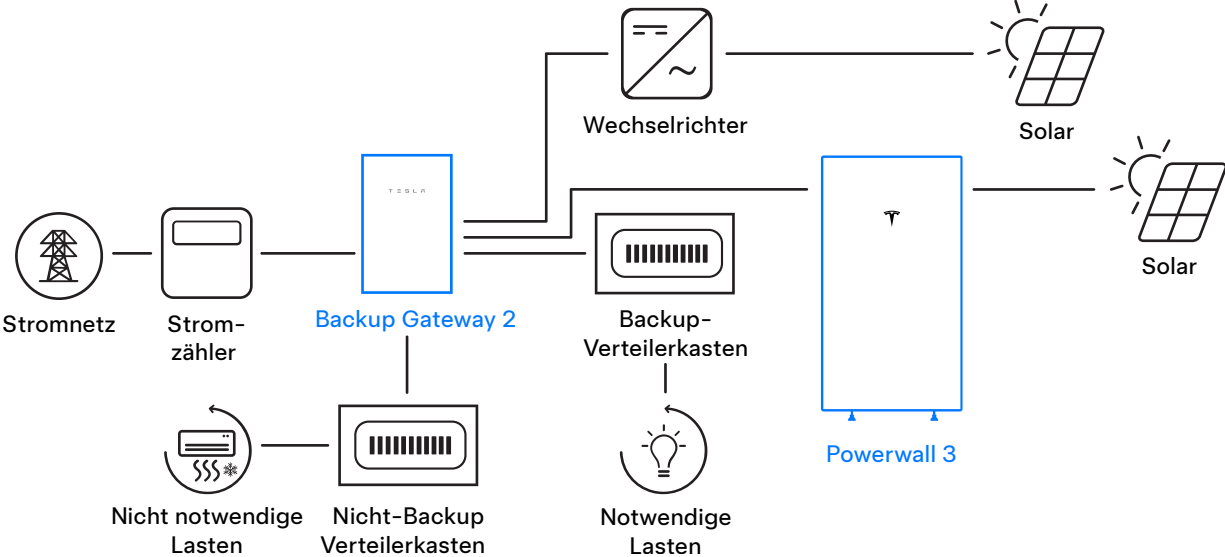 Wechselrichter
Solar
TESLA
Solar
Stromnetz
Strom-
zähler
Backup Gateway 2
Backup-
Verteilerkasten
Powerwall 3
Nicht notwendige
Lasten
Nicht-Backup
Verteilerkasten
Notwendige
Lasten